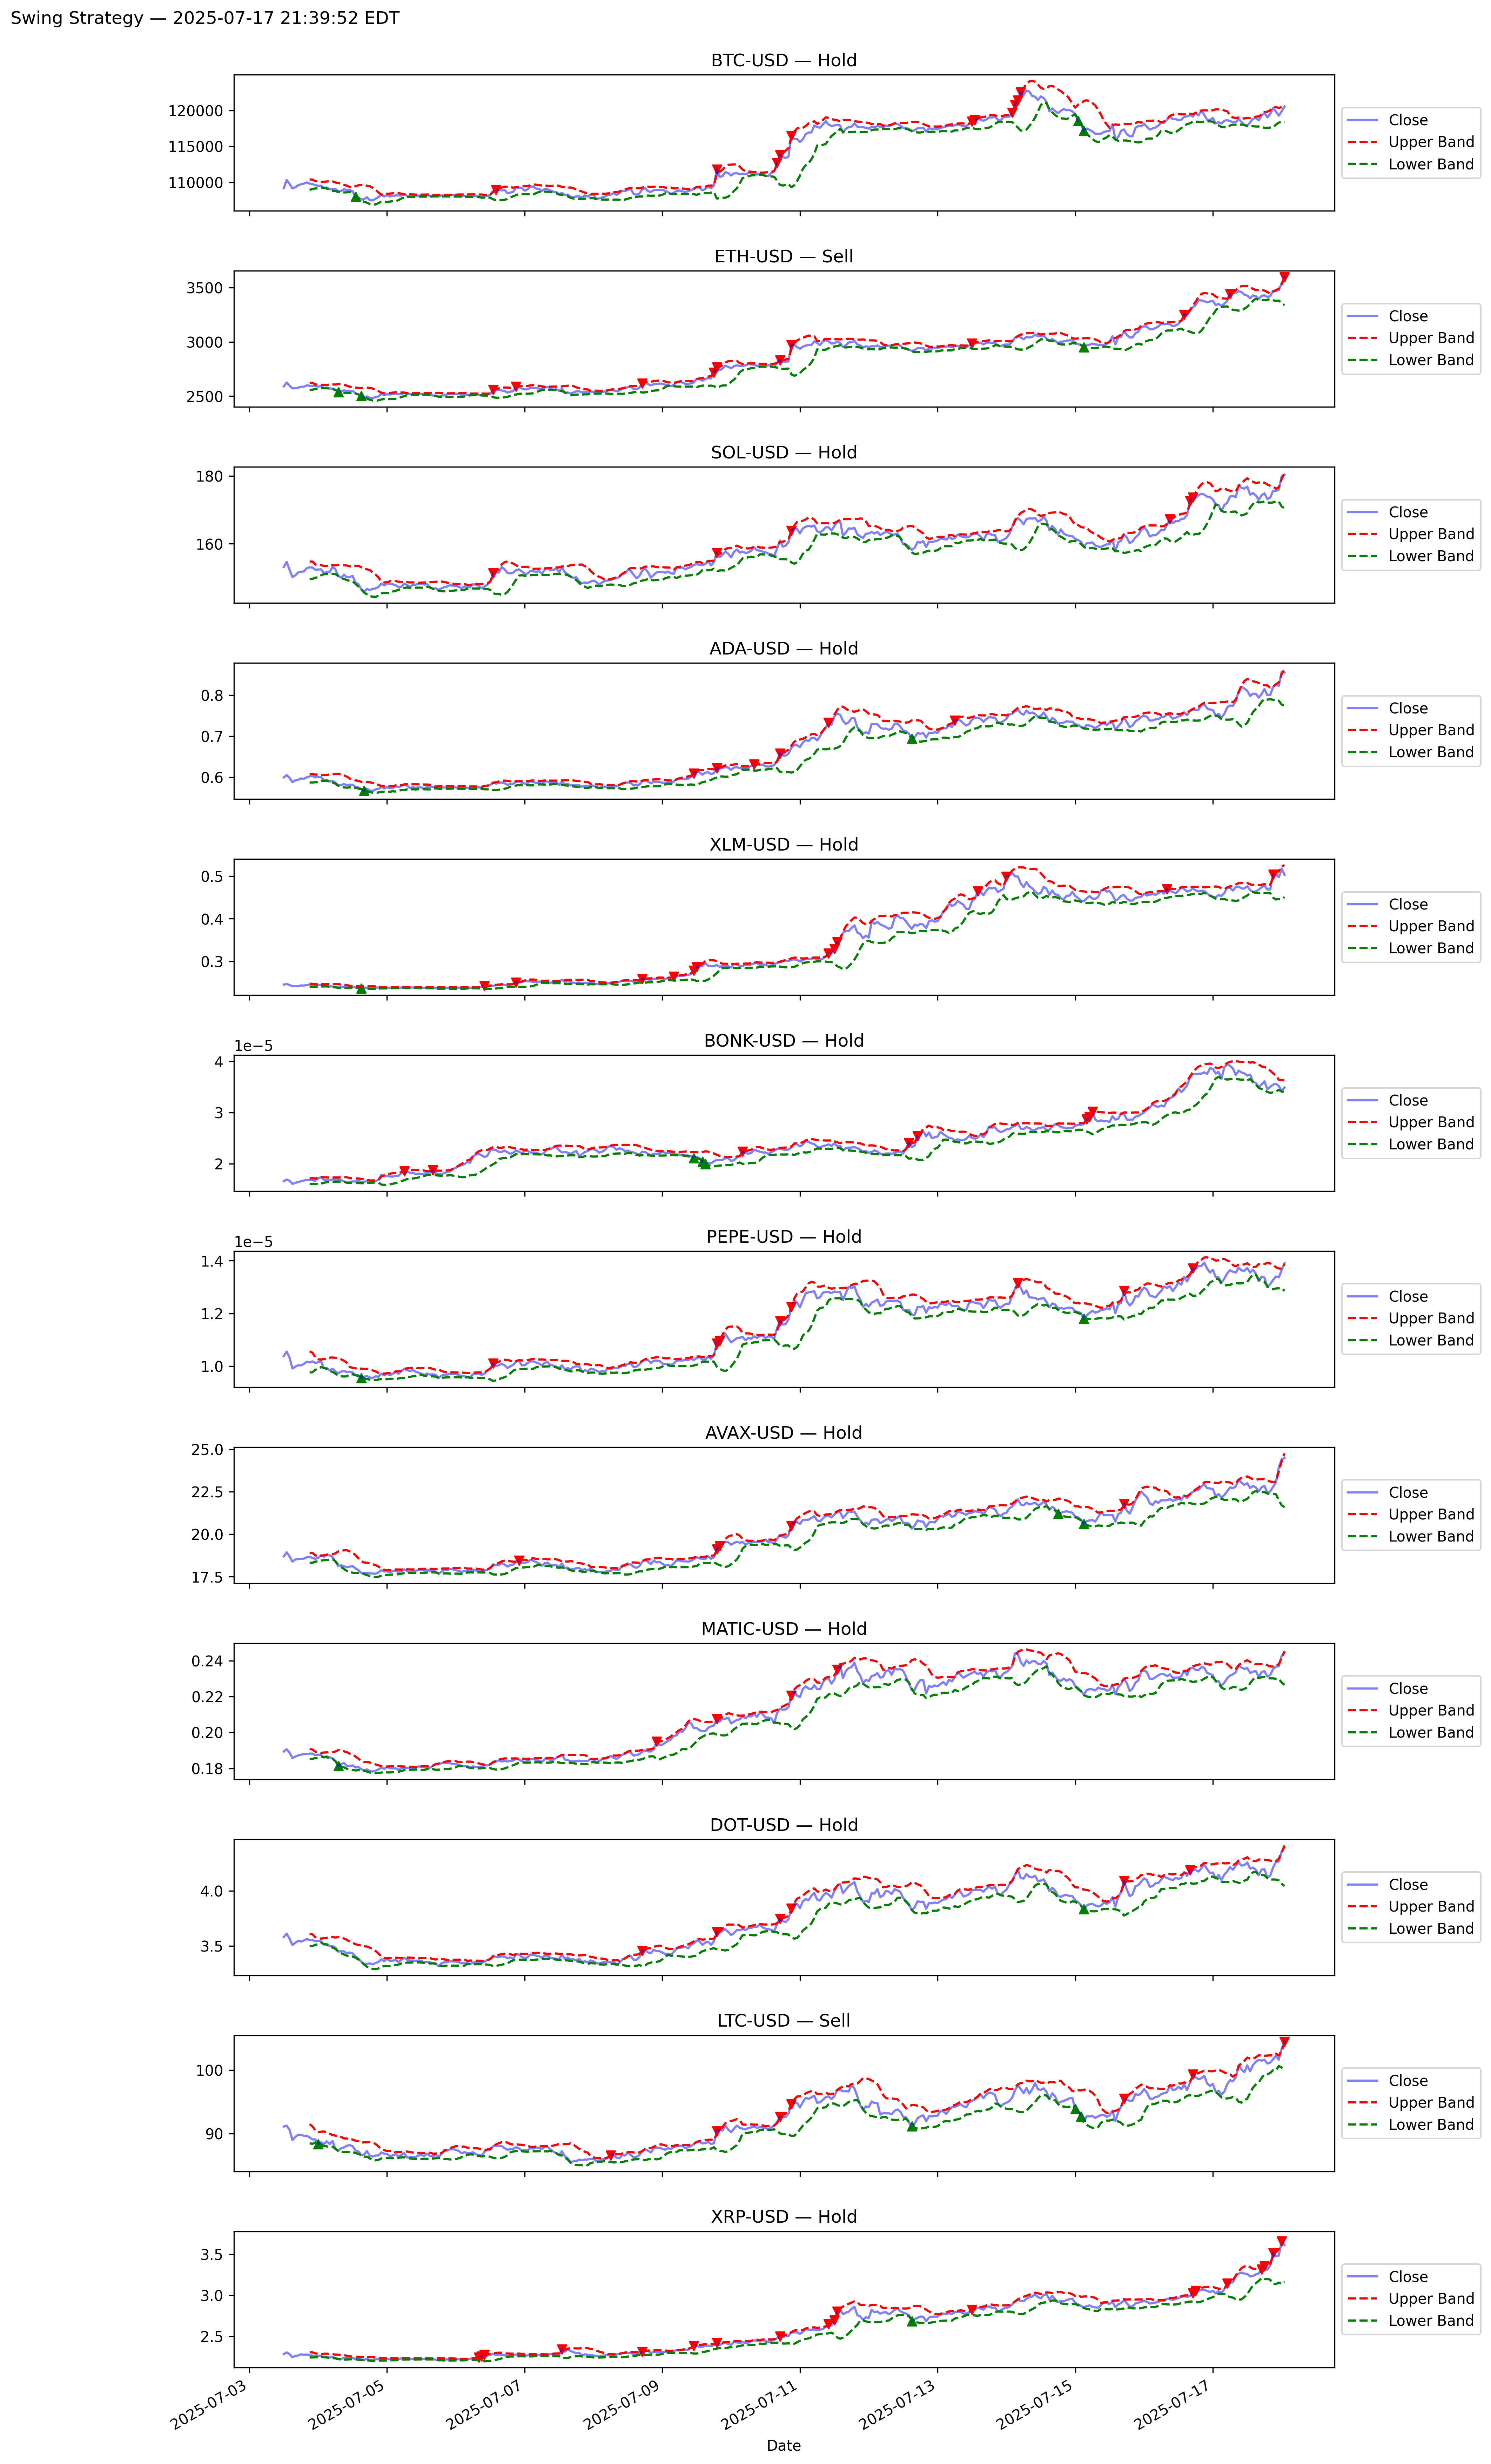 Swing Strategy — 2025-07-17 21:39:52 EDT
BTC-USD — Hold
120000
115000
110000
Close
Upper Band
Lower Band
ETH-USD — Sell
3500
3000
2500
Close
Upper Band
Lower Band
SOL-USD — Hold
180
160
Close
Upper Band
Lower Band
ADA-USD — Hold
0.8
0.7
0.6
Close
Upper Band
Lower Band
XLM-USD — Hold
0.5
0.4
0.3
Close
Upper Band
Lower Band
BONK-USD — Hold
1e−5
4
3
2
Close
Upper Band
Lower Band
PEPE-USD — Hold
1e−5
1.4
1.2
1.0
Close
Upper Band
Lower Band
AVAX-USD — Hold
25.0
22.5
20.0
17.5
Close
Upper Band
Lower Band
MATIC-USD — Hold
0.24
0.22
0.20
0.18
Close
Upper Band
Lower Band
DOT-USD — Hold
4.0
3.5
Close
Upper Band
Lower Band
LTC-USD — Sell
100
90
Close
Upper Band
Lower Band
XRP-USD — Hold
3.5
3.0
2.5
Close
Upper Band
Lower Band
2025-07-03
2025-07-05
2025-07-07
2025-07-09
2025-07-11
2025-07-13
2025-07-15
2025-07-17
Date